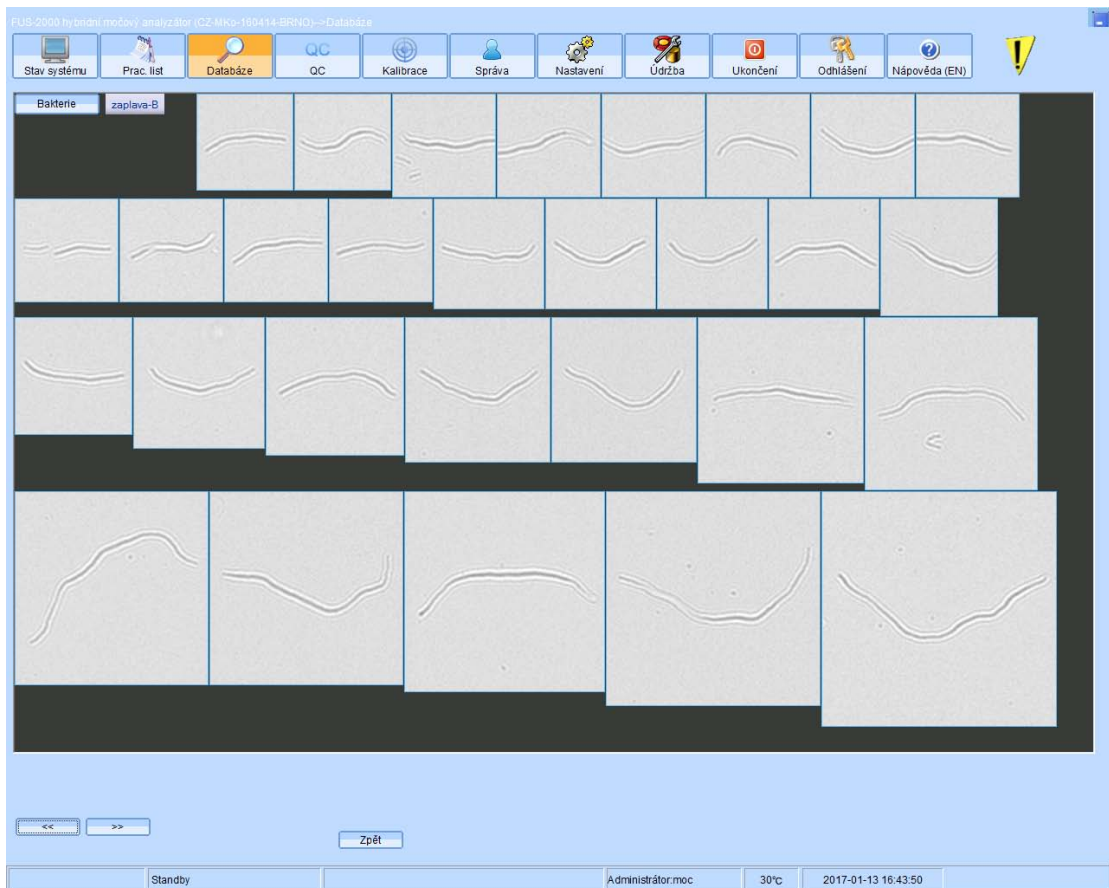 FUS-2000 hybridní močový analyzátor (CZ-MKo-160414-BRNO)-->Databáze
Stav systému
Prac. list
Databáze
QC
QC
Kalibrace
Správa
Nastavení
Údržba
Ukončení
Odhlášení
Nápověda (EN)
Bakterie
zaplava-B
<<
>>
Zpět
Standby
Administrátor:moc
30°C
2017-01-13 16:43:50